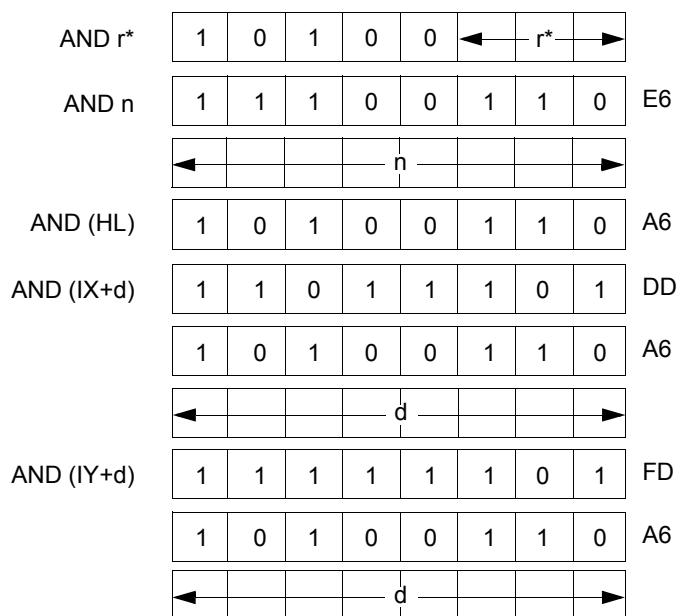 AND r* 1 0 1 0 0 r*
AND n 1 1 1 0 0 1 1 0 E6
n
AND (HL) 1 0 1 0 0 1 1 0 A6
AND (IX+d) 1 1 0 1 1 1 0 1 DD
1 0 1 0 0 1 1 0 A6
d
AND (IY+d) 1 1 1 1 1 1 0 1 FD
1 0 1 0 0 1 1 0 A6
d